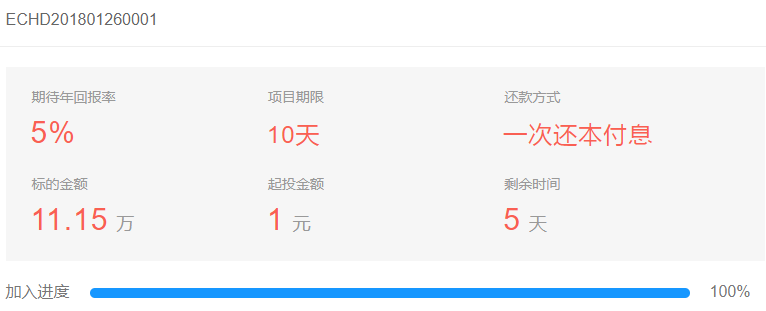 ECHD201801260001
期待年回报率 项目期限 还款方式
5% 10天 一次还本付息
标的金额 起投金额 剩余时间
11.15 万 1 元 5 天
加入进度 100%